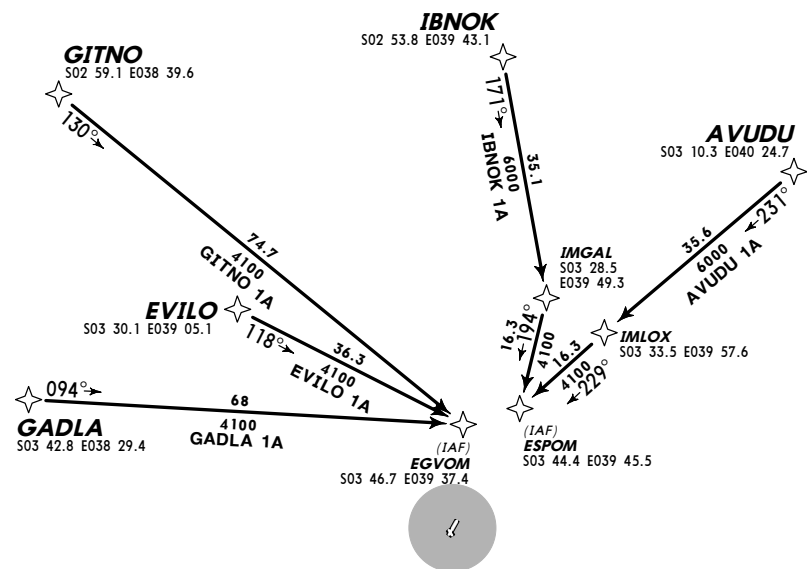 IBNOK
S02 53.8 E039 43.1
GITNO
S02 59.1 E038 39.6
AVUDU
S03 10.3 E040 24.7
130°
171°
35.1
6000
IBNOK 1A
231°
35.6
6000
AVUDU 1A
74.7
4100
GITNO 1A
IMGAL
S03 28.5
E039 49.3
EVILO
S03 30.1 E039 05.1
118°
36.3
4100
EVILO 1A
16.3
194°
4100
IMLOX
S03 33.5 E039 57.6
16.3
4100
229°
094°
68
4100
GADLA 1A
GADLA
S03 42.8 E038 29.4
(IAF)
ESPOM
S03 44.4 E039 45.5
(IAF)
EGVOM
S03 46.7 E039 37.4